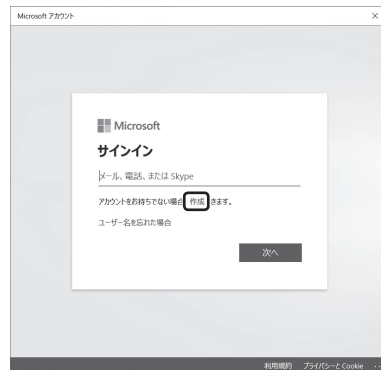 Microsoft アカウント
Microsoft
サインイン
メール、電話、または Skype
アカウントをお持ちでない場合 作成 きます。
ユーザー名を忘れた場合
次へ
利用規約 プライバシーと Cookie ...